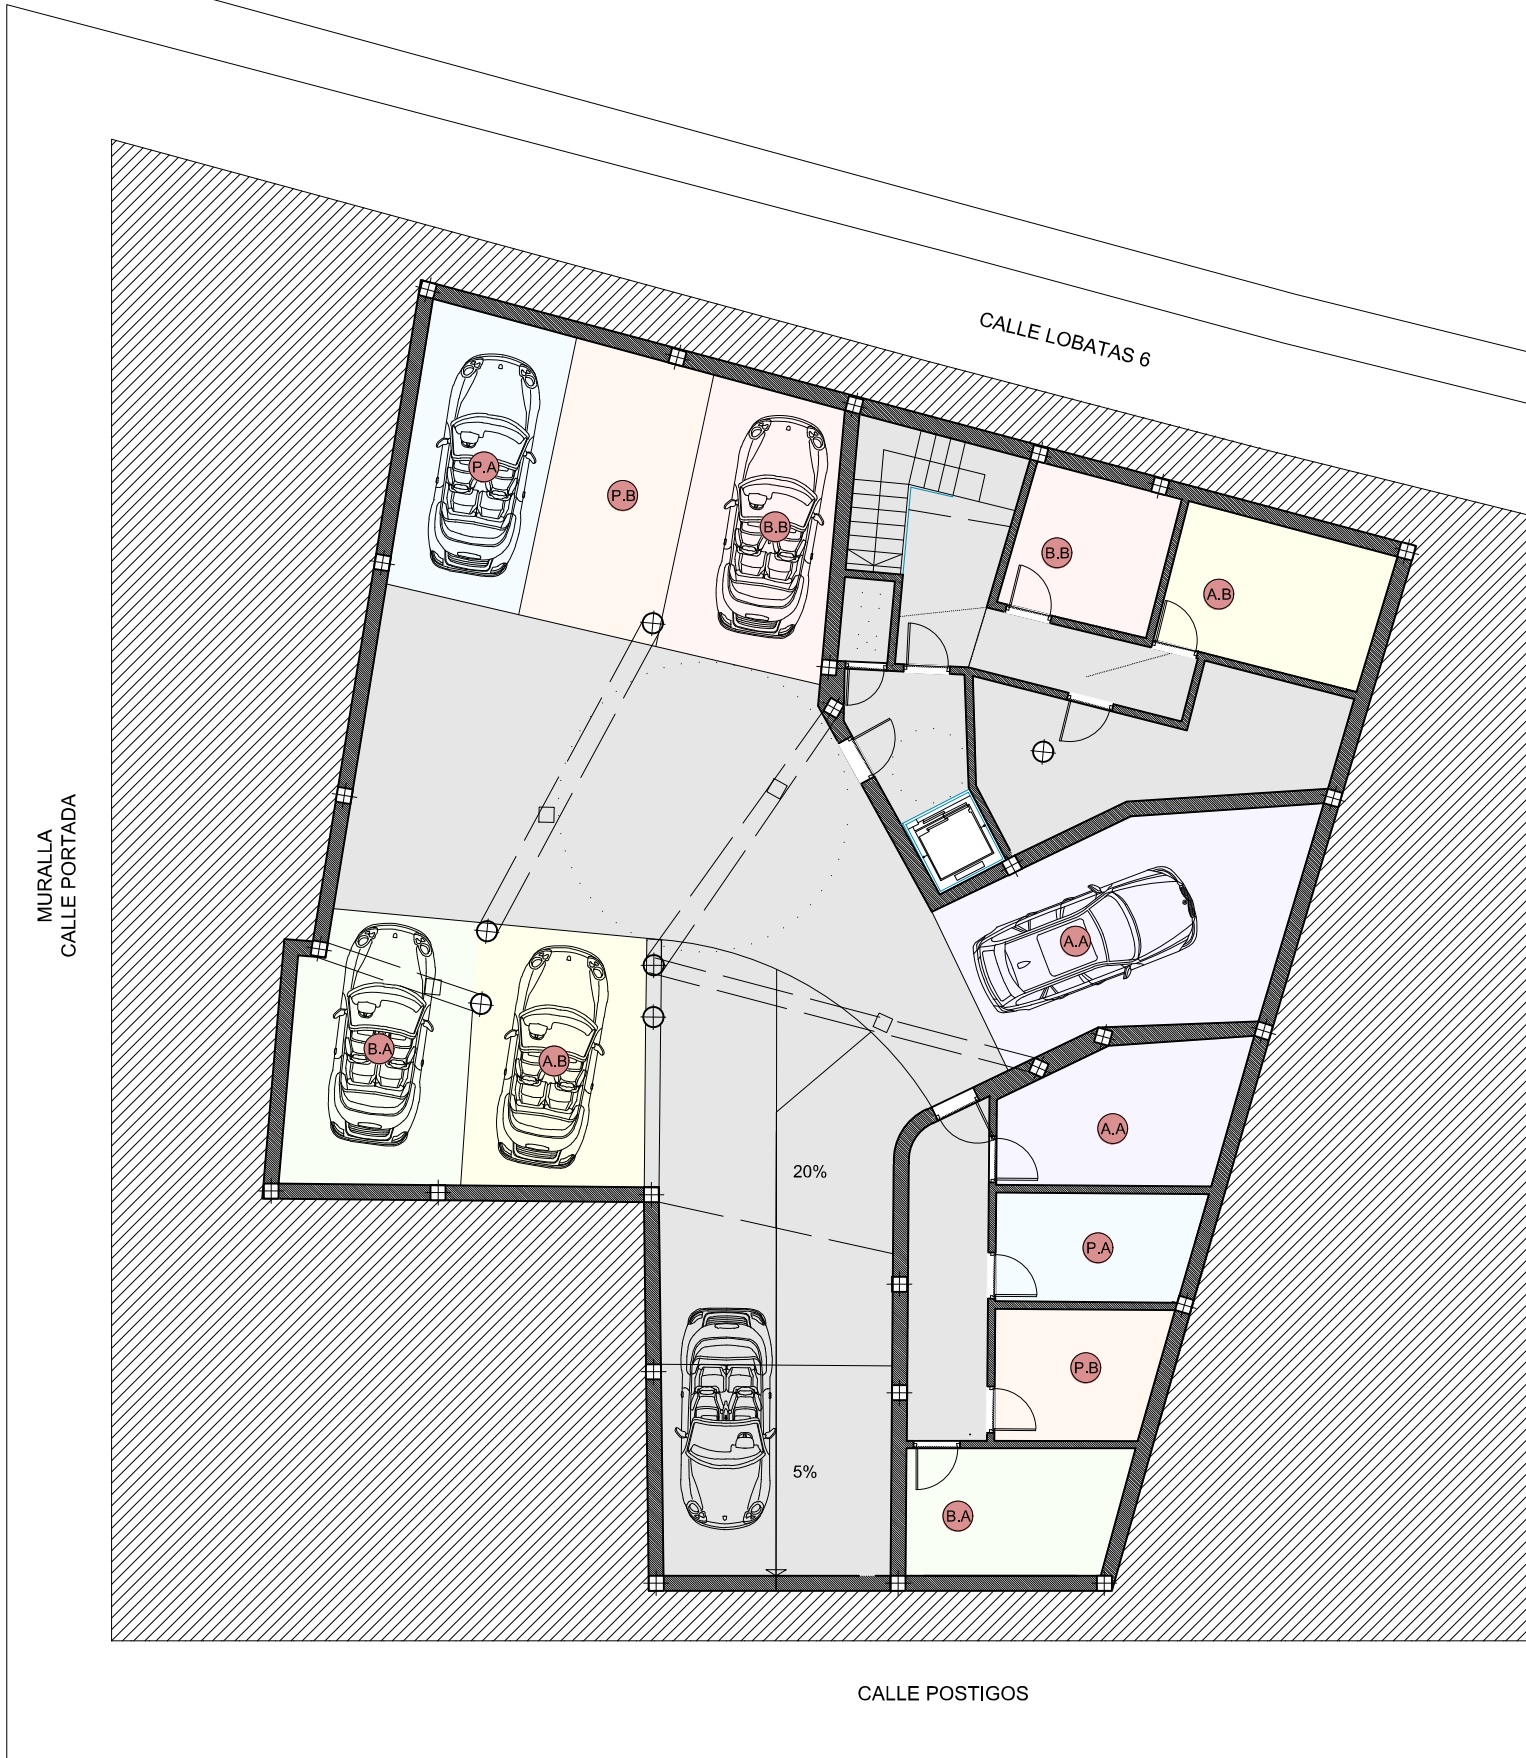 CALLE LOBATAS 6
P.A
P.B
B.B
B.B
A.B
MURALLA
CALLE PORTADA
A.A
B.A
A.B
A.A
20%
P.A
P.B
5%
B.A
CALLE POSTIGOS